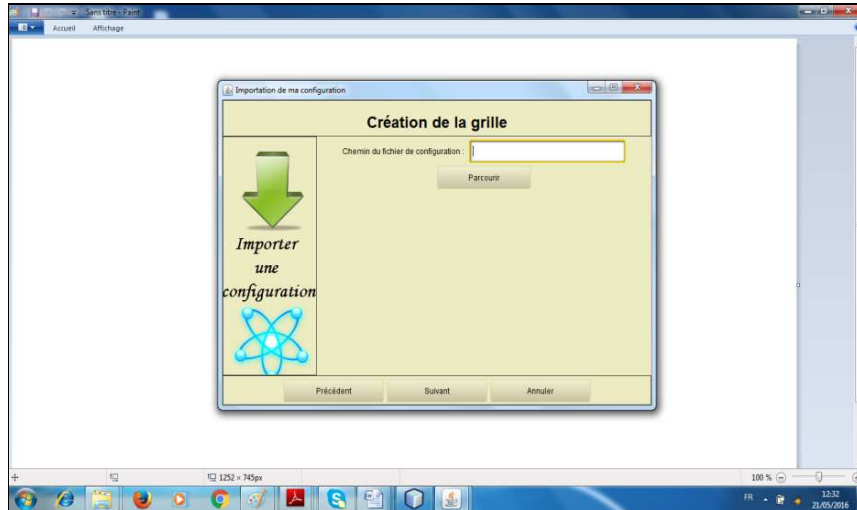 Sans titre - Paint
Accueil Affichage
Importation de ma configuration
Création de la grille
Chemin du fichier de configuration :
Parcourir
Importer
une
configuration
Précédent Suivant Annuler
1252 × 745px
100 %
FR
12:32
21/05/2016